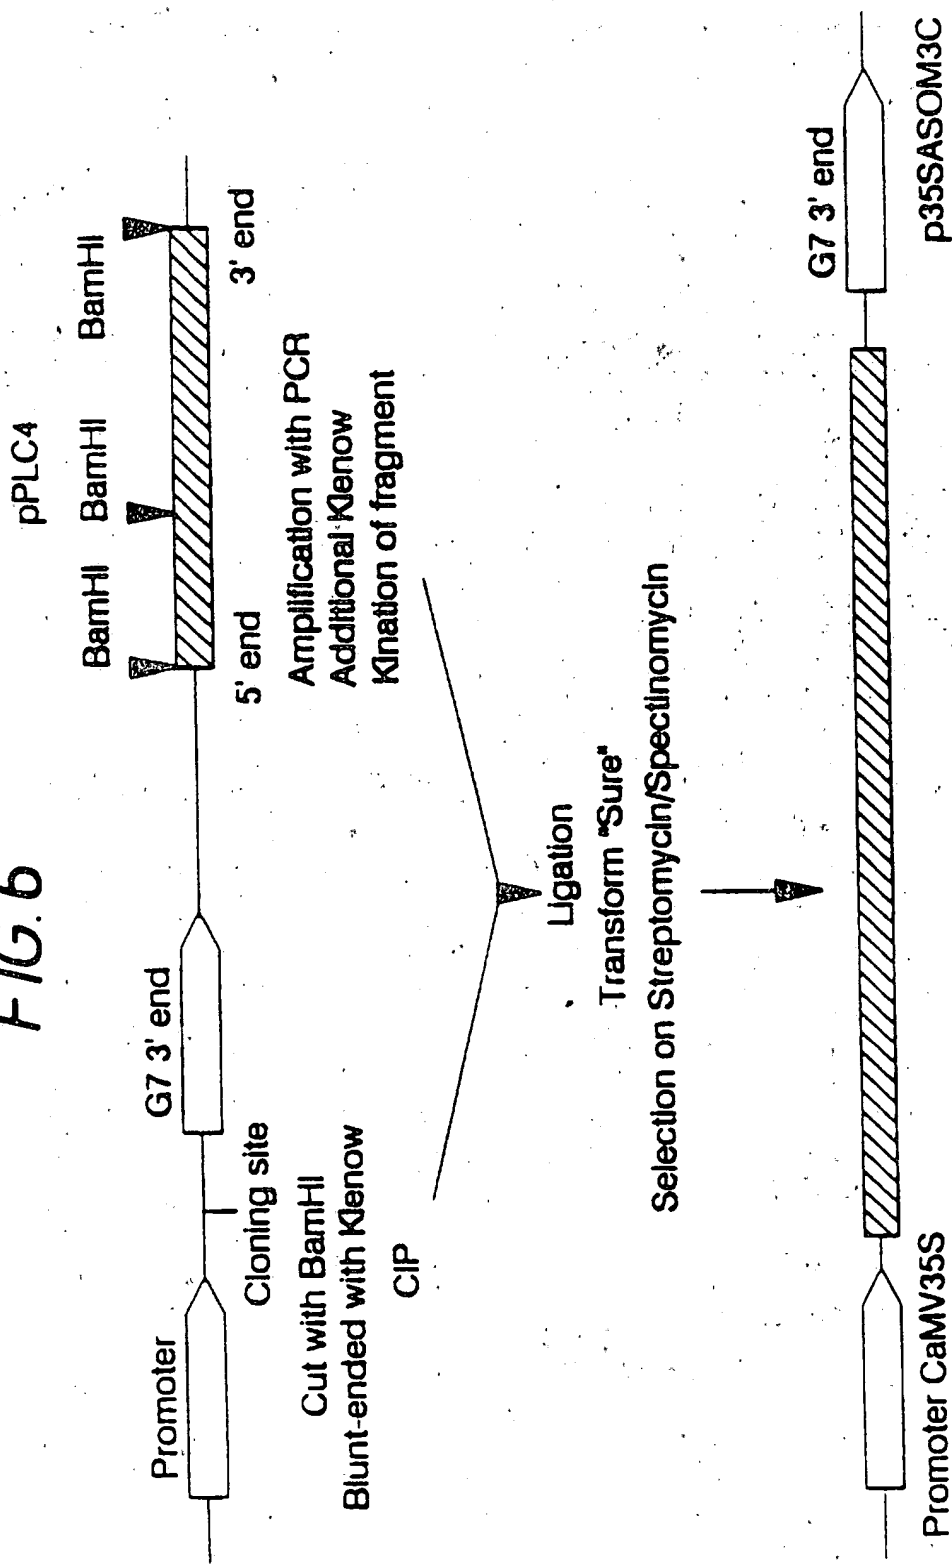 FIG. 6
pPLC4
Promoter
G7 3' end
BamHI BamHI BamHI
Cloning site
5' end
3' end
Cut with BamHI
Blunt-ended with Klenow
CIP
Amplification with PCR
Additional Klenow
Kination of fragment
Ligation
Transform "Sure"
Selection on Streptomycin/Spectinomycin
G7 3' end
Promoter CaMV35S
p35SASOM3C